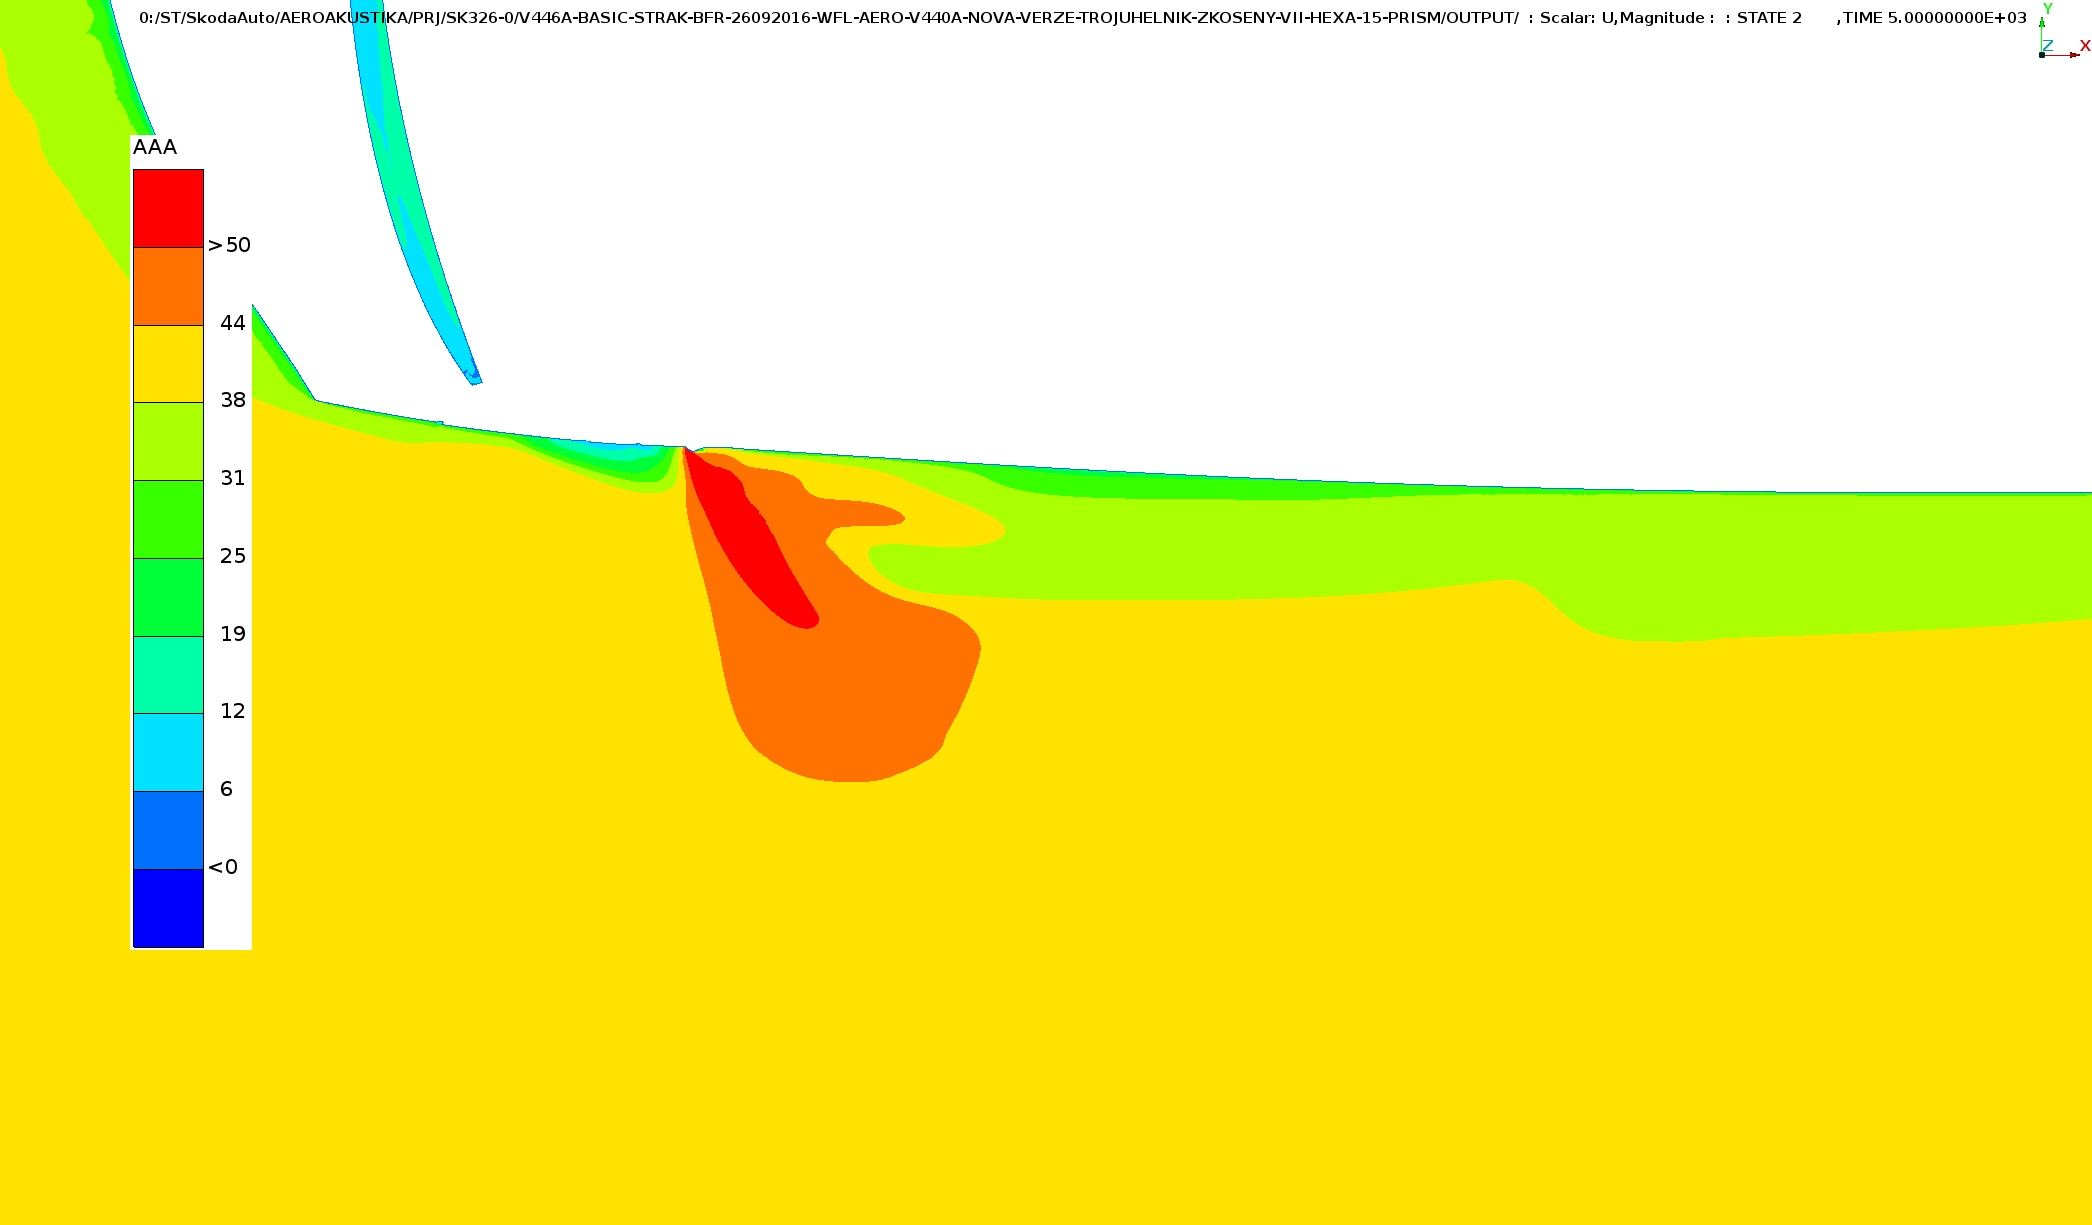 0:/ST/SkodaAuto/AEROAKUSTIKA/PRJ/SK326-0/V446A-BASIC-STRAK-BFR-26092016-WFL-AERO-V440A-NOVA-VERZE-TROJUHELNIK-ZKOSENY-VII-HEXA-15-PRISM/OUTPUT/ : Scalar: U,Magnitude : : STATE 2 ,TIME 5.00000000E+03
Y
Z X
AAA
>50
44
38
31
25
19
12
6
<0